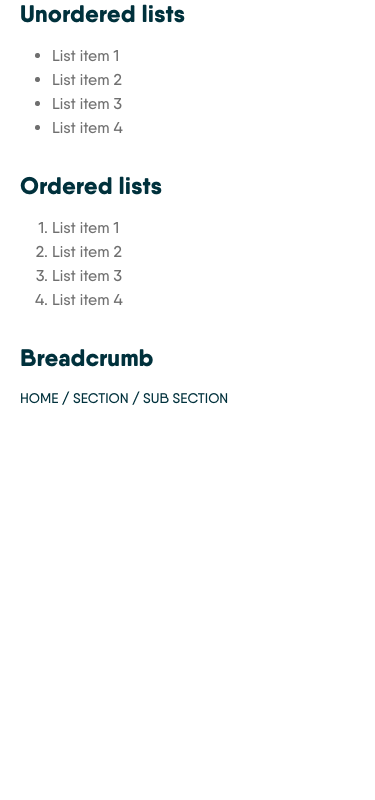 Unordered lists
• List item 1
• List item 2
• List item 3
• List item 4
Ordered lists
1. List item 1
2. List item 2
3. List item 3
4. List item 4
Breadcrumb
HOME / SECTION / SUB SECTION